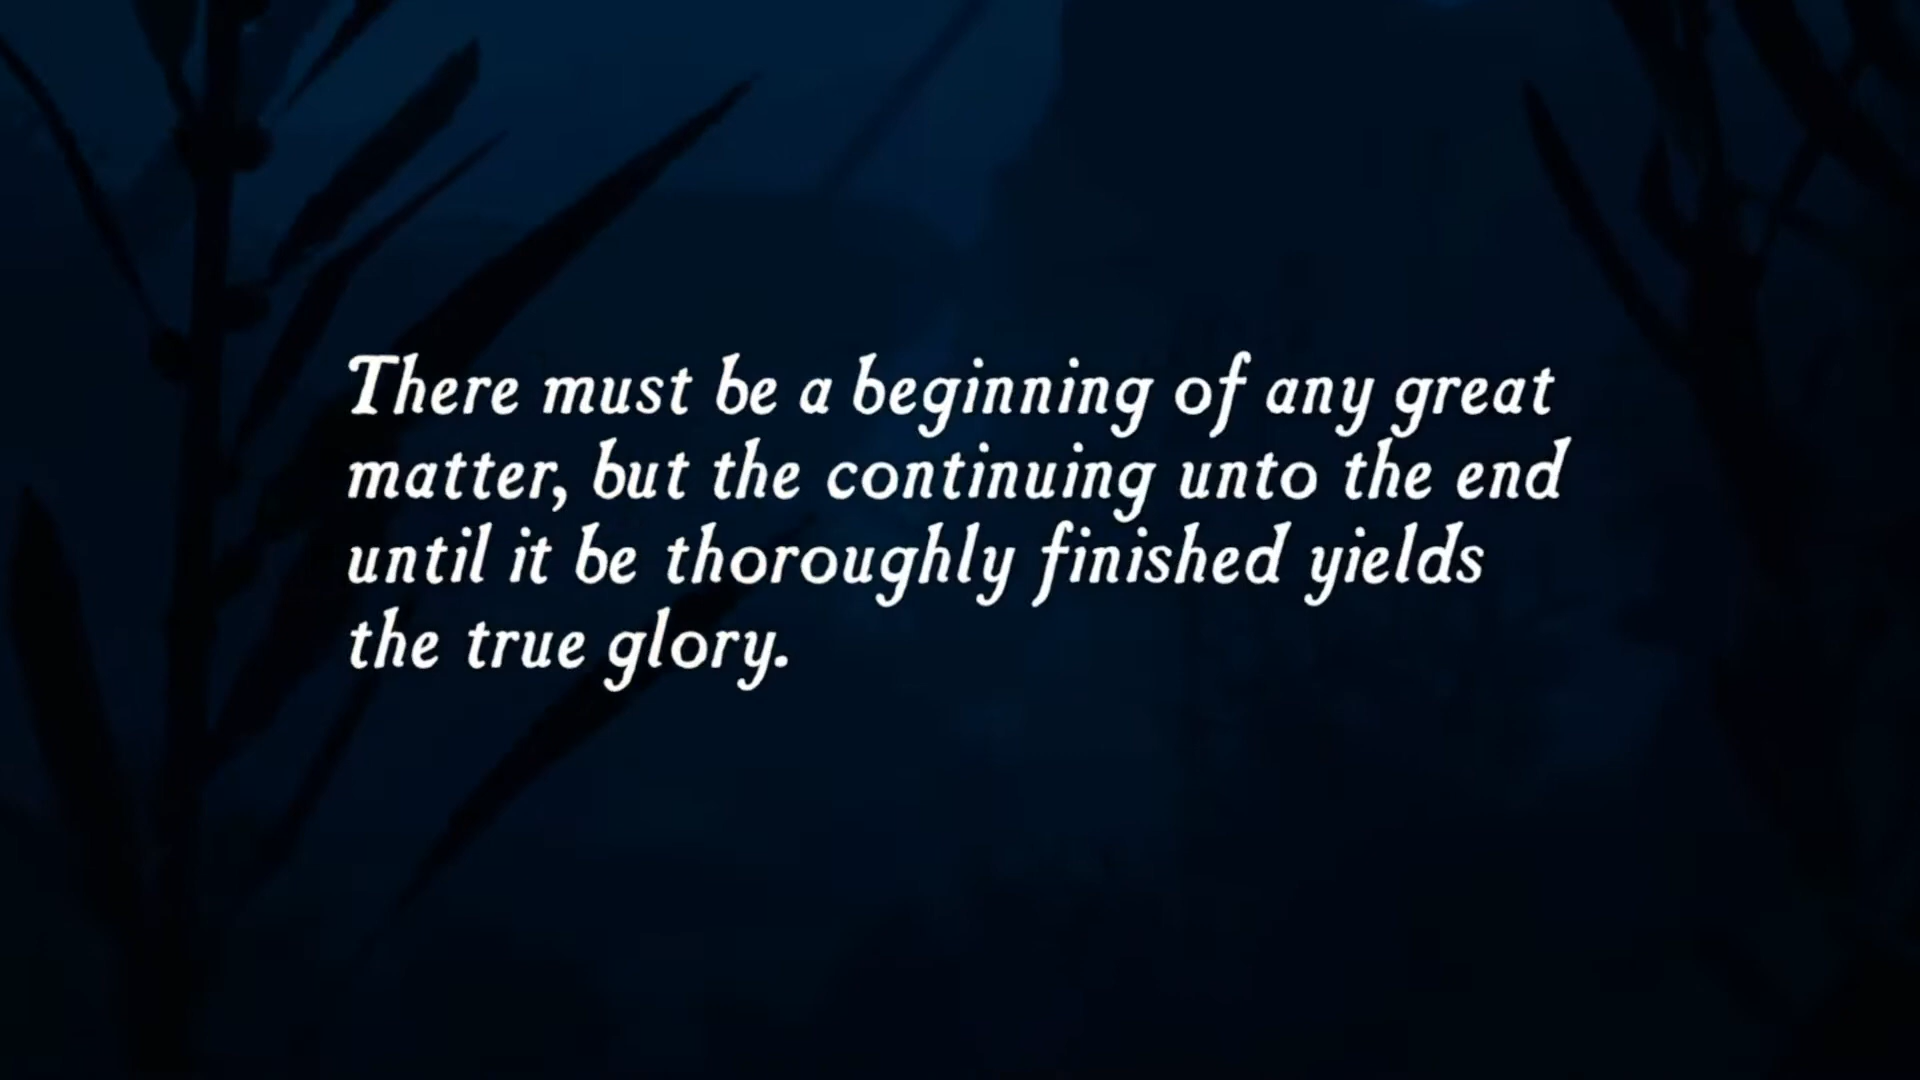 There must be a beginning of any great
matter, but the continuing unto the end
until it be thoroughly finished yields
the true glory.